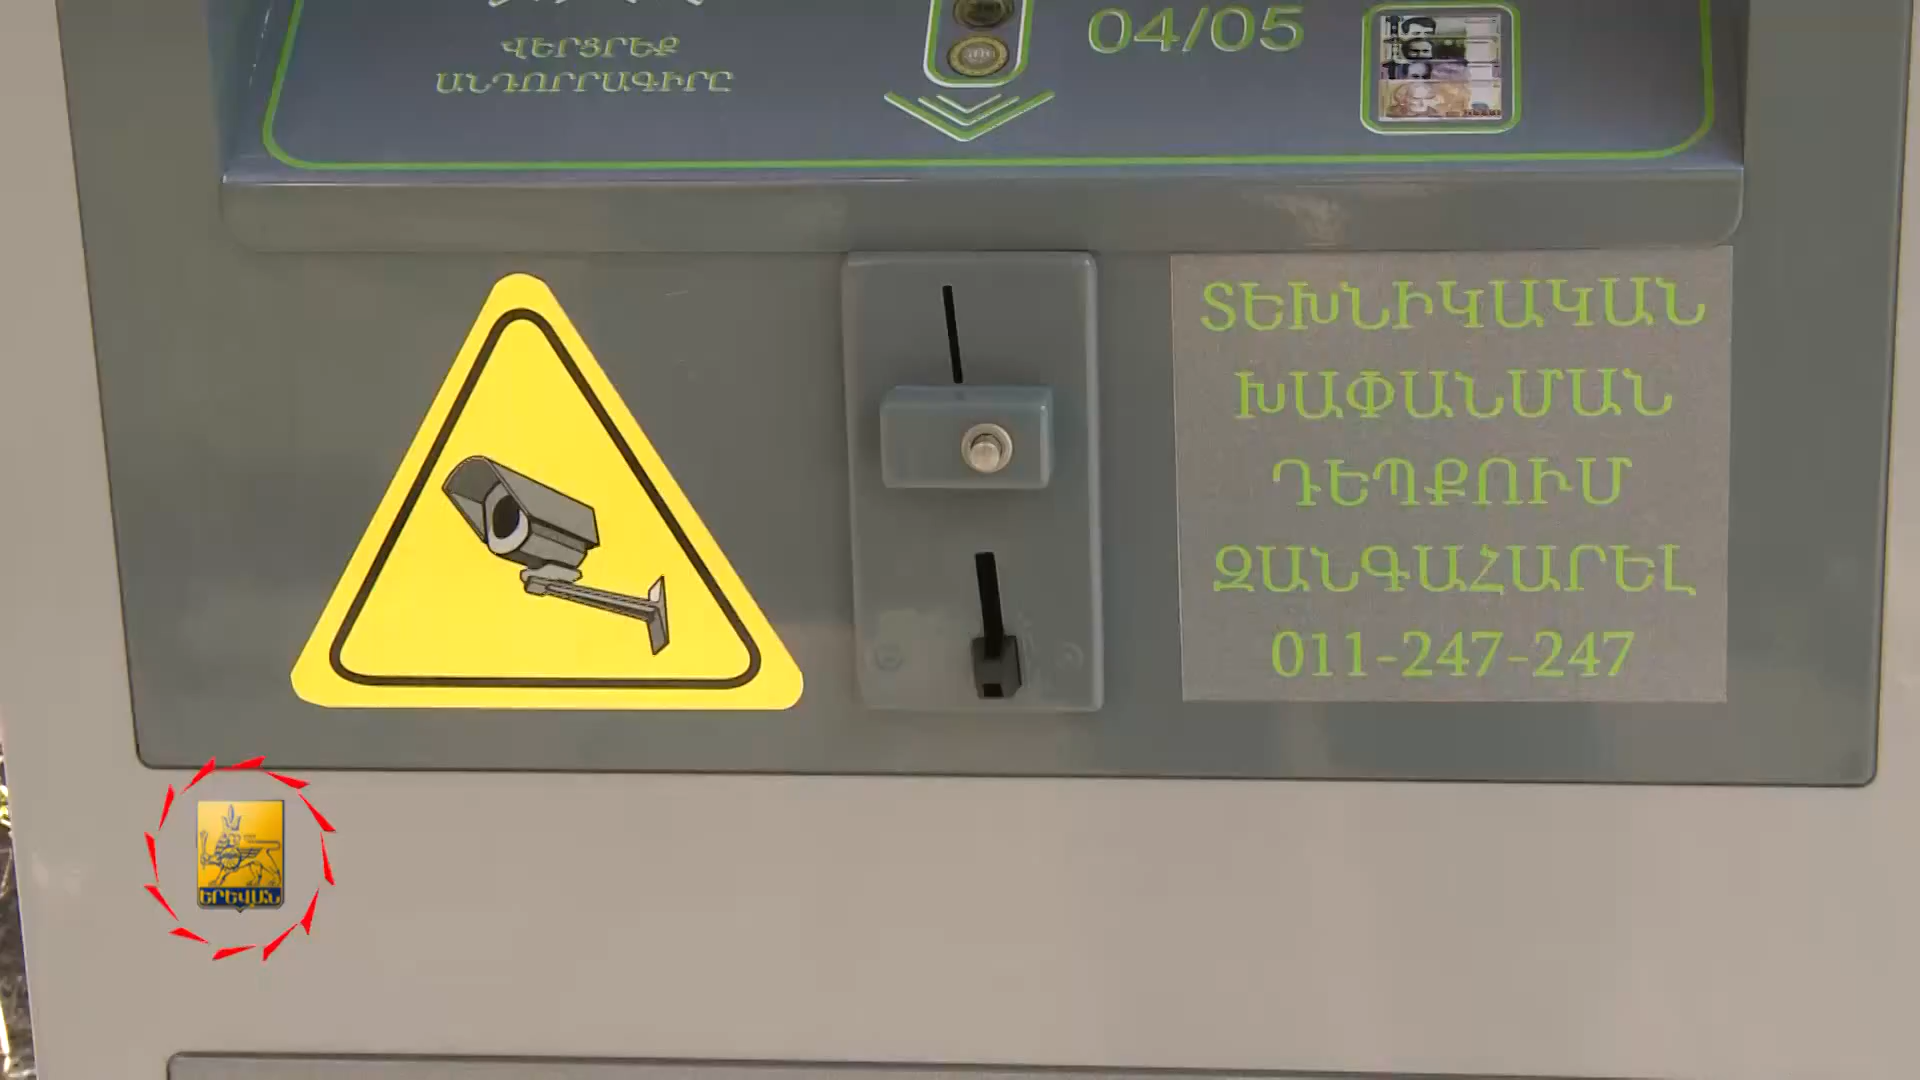 ՎԵՐՑՐԵՔ
ԱՆԴՈՐՐԱԳԻՐԸ
04/05
ՏԵԽՆԻԿԱԿԱՆ
ԽԱՓԱՆՄԱՆ
ԴԵՊՔՈՒՄ
ԶԱՆԳԱՀԱՐԵԼ
011-247-247
ԵՐԵՎԱՆ